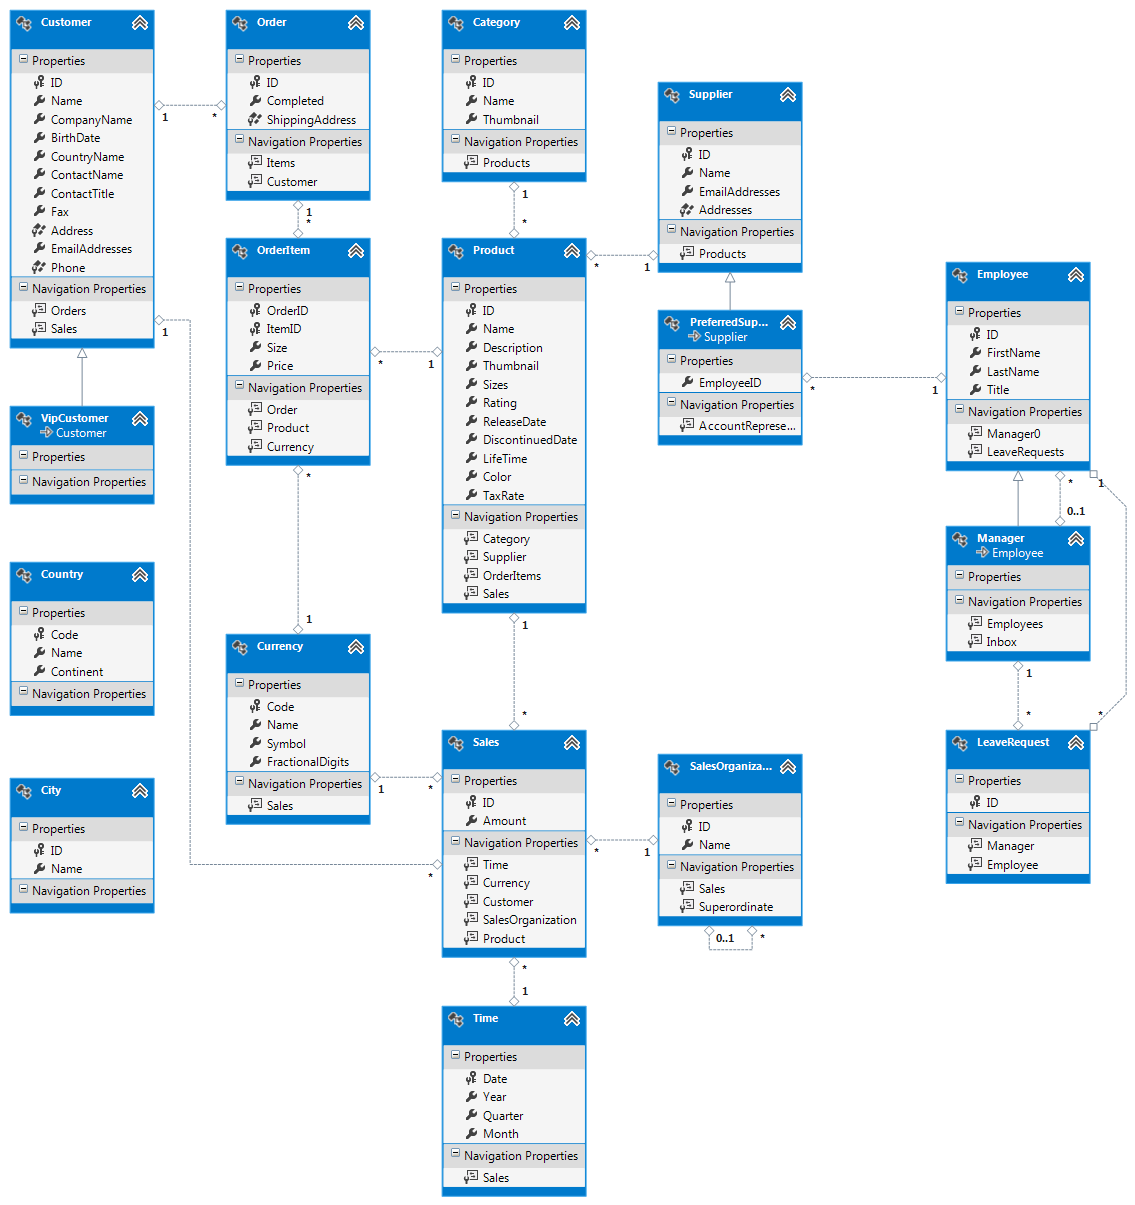 Customer
Properties
ID
Name
CompanyName
BirthDate
CountryName
ContactName
ContactTitle
Fax
Address
EmailAddresses
Phone
Navigation Properties
Orders
Sales
1
*
1
Order
Properties
ID
Completed
ShippingAddress
Navigation Properties
Items
Customer
1
*
Category
Properties
ID
Name
Thumbnail
Navigation Properties
Products
1
*
Supplier
Properties
ID
Name
EmailAddresses
Addresses
Navigation Properties
Products
OrderItem
Properties
OrderID
ItemID
Size
Price
Navigation Properties
Order
Product
Currency
*
1
*
1
Product
Properties
ID
Name
Description
Thumbnail
Sizes
Rating
ReleaseDate
DiscontinuedDate
LifeTime
Color
TaxRate
Navigation Properties
Category
Supplier
OrderItems
Sales
*
1
1
*
PreferredSup...
Supplier
Properties
EmployeeID
Navigation Properties
AccountReprese...
*
1
Employee
Properties
ID
FirstName
LastName
Title
Navigation Properties
Manager0
LeaveRequests
*
1
0..1
VipCustomer
Customer
Properties
Navigation Properties
Manager
Employee
Properties
Navigation Properties
Employees
Inbox
1
*
*
Country
Properties
Code
Name
Continent
Navigation Properties
Currency
Properties
Code
Name
Symbol
FractionalDigits
Navigation Properties
Sales
1
*
Sales
Properties
ID
Amount
Navigation Properties
Time
Currency
Customer
SalesOrganization
Product
*
*
1
*
1
SalesOrganiza...
Properties
ID
Name
Navigation Properties
Sales
Superordinate
0..1
*
LeaveRequest
Properties
ID
Navigation Properties
Manager
Employee
City
Properties
ID
Name
Navigation Properties
Time
Properties
Date
Year
Quarter
Month
Navigation Properties
Sales